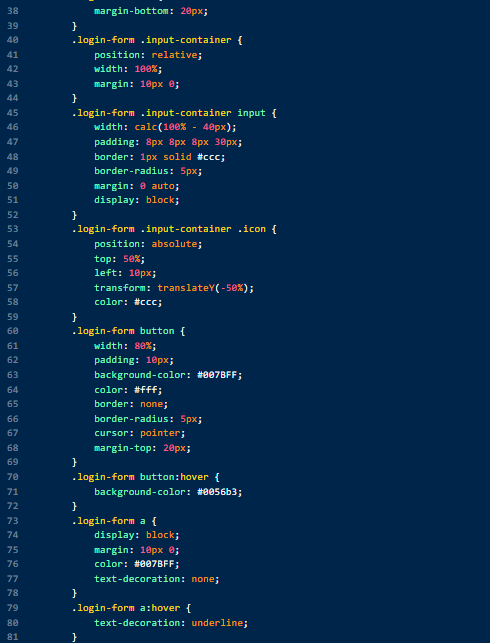 38 margin-bottom: 20px;
39 }
40 .login-form .input-container {
41 position: relative;
42 width: 100%;
43 margin: 10px 0;
44 }
45 .login-form .input-container input {
46 width: calc(100% - 40px);
47 padding: 8px 8px 8px 30px;
48 border: 1px solid #ccc;
49 border-radius: 5px;
50 margin: 0 auto;
51 display: block;
52 }
53 .login-form .input-container .icon {
54 position: absolute;
55 top: 50%;
56 left: 10px;
57 transform: translateY(-50%);
58 color: #ccc;
59 }
60 .login-form button {
61 width: 80%;
62 padding: 10px;
63 background-color: #007BFF;
64 color: #fff;
65 border: none;
66 border-radius: 5px;
67 cursor: pointer;
68 margin-top: 20px;
69 }
70 .login-form button:hover {
71 background-color: #0056b3;
72 }
73 .login-form a {
74 display: block;
75 margin: 10px 0;
76 color: #007BFF;
77 text-decoration: none;
78 }
79 .login-form a:hover {
80 text-decoration: underline;
81 }